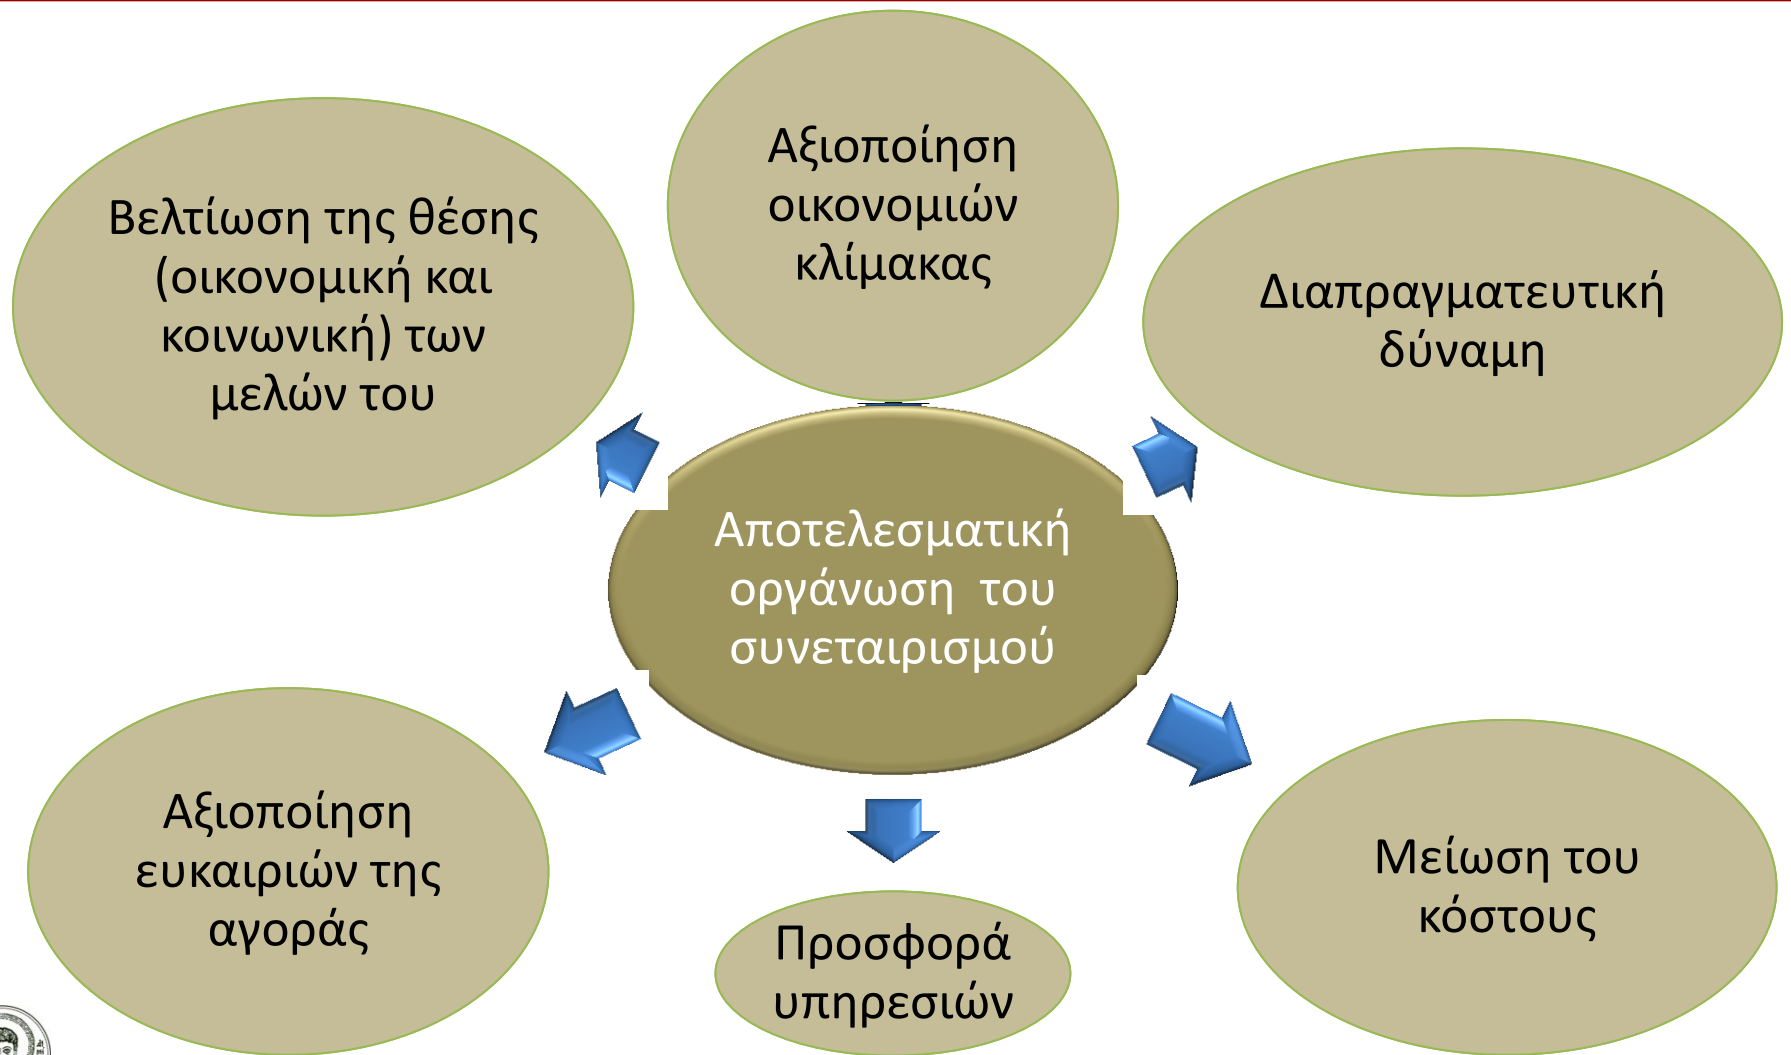 Αξιοποίηση
οικονομιών
κλίμακας
Βελτίωση της θέσης
(οικονομική και
κοινωνική) των
μελών του
Διαπραγματευτική
δύναμη
Αποτελεσματική
οργάνωση του
συνεταιρισμού
Αξιοποίηση
ευκαιριών της
αγοράς
Μείωση του
κόστους
Προσφορά
υπηρεσιών